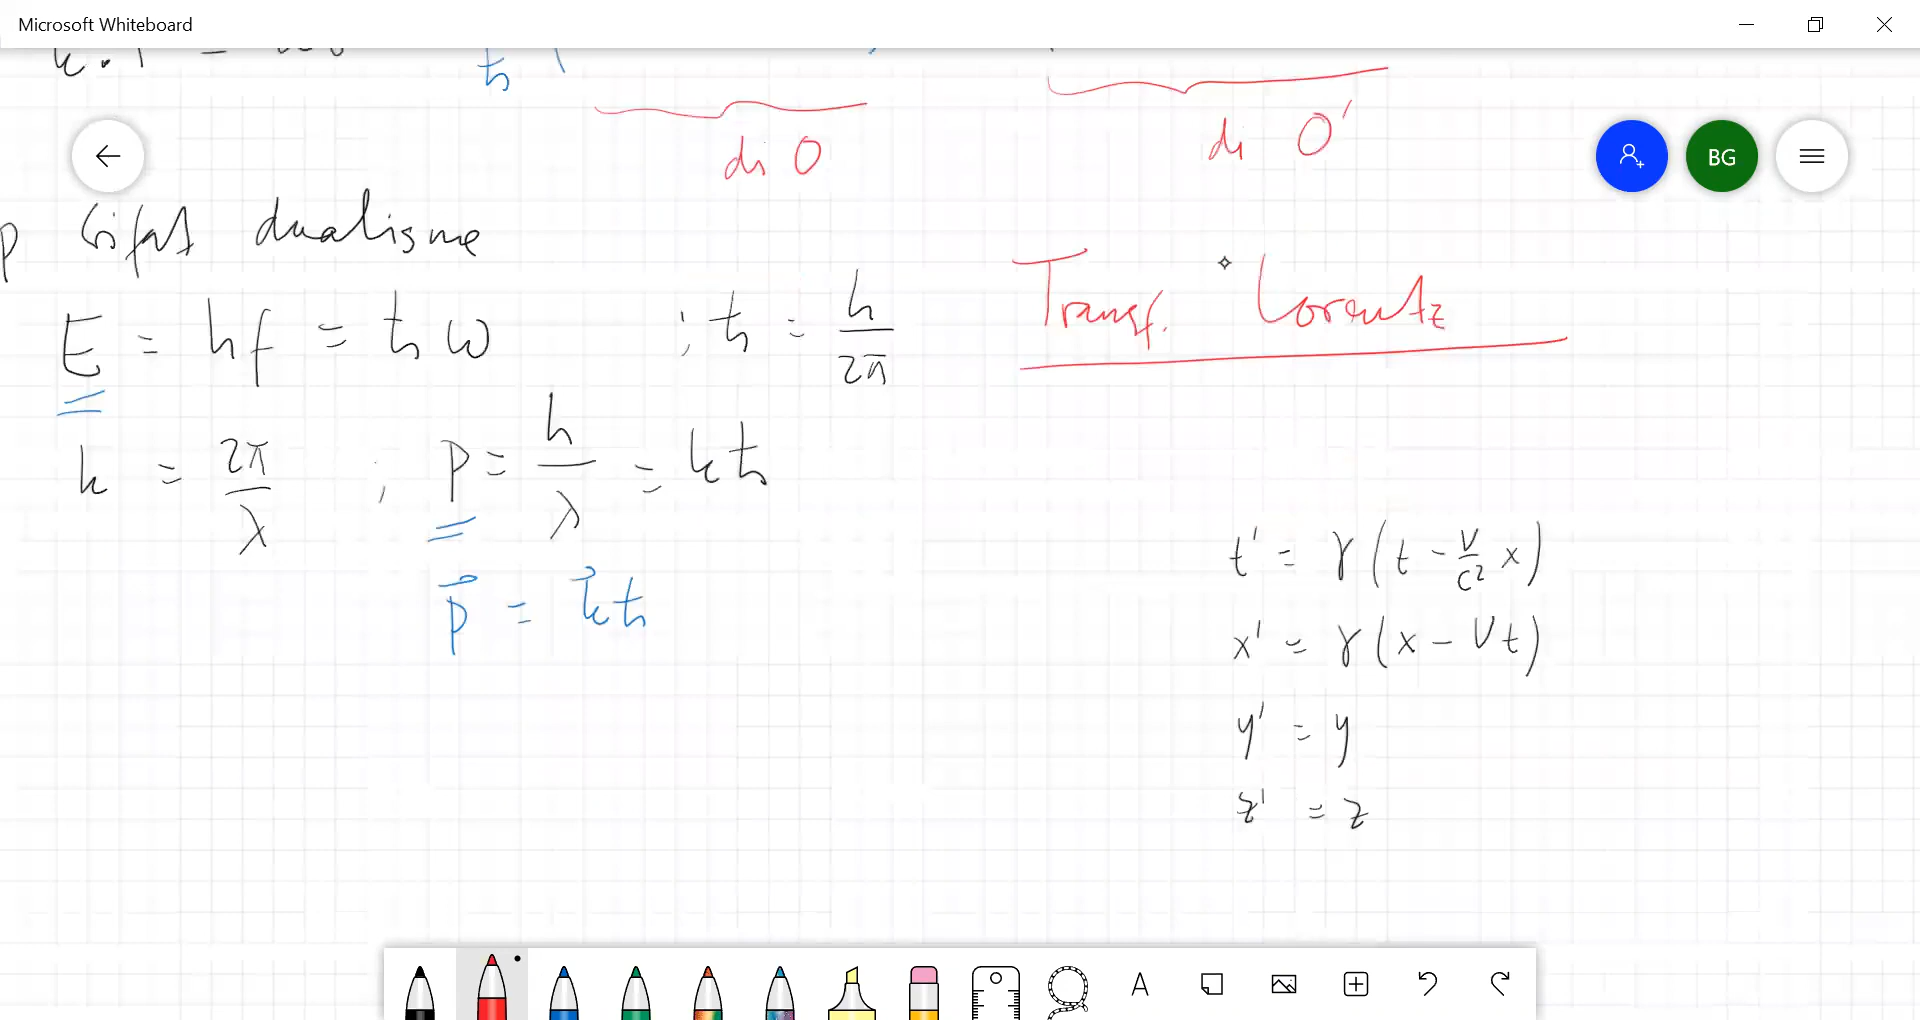 Microsoft Whiteboard
ħ
di O
di O'
BG
p sifat dualisme
E = hf = ħω ; ħ = h/2π
k = 2π/λ ; p = h/λ = kħ
p⃗ = k⃗ħ
Transf. Lorentz
t' = γ(t - V/c² x)
x' = γ(x - Vt)
y' = y
z' = z
A